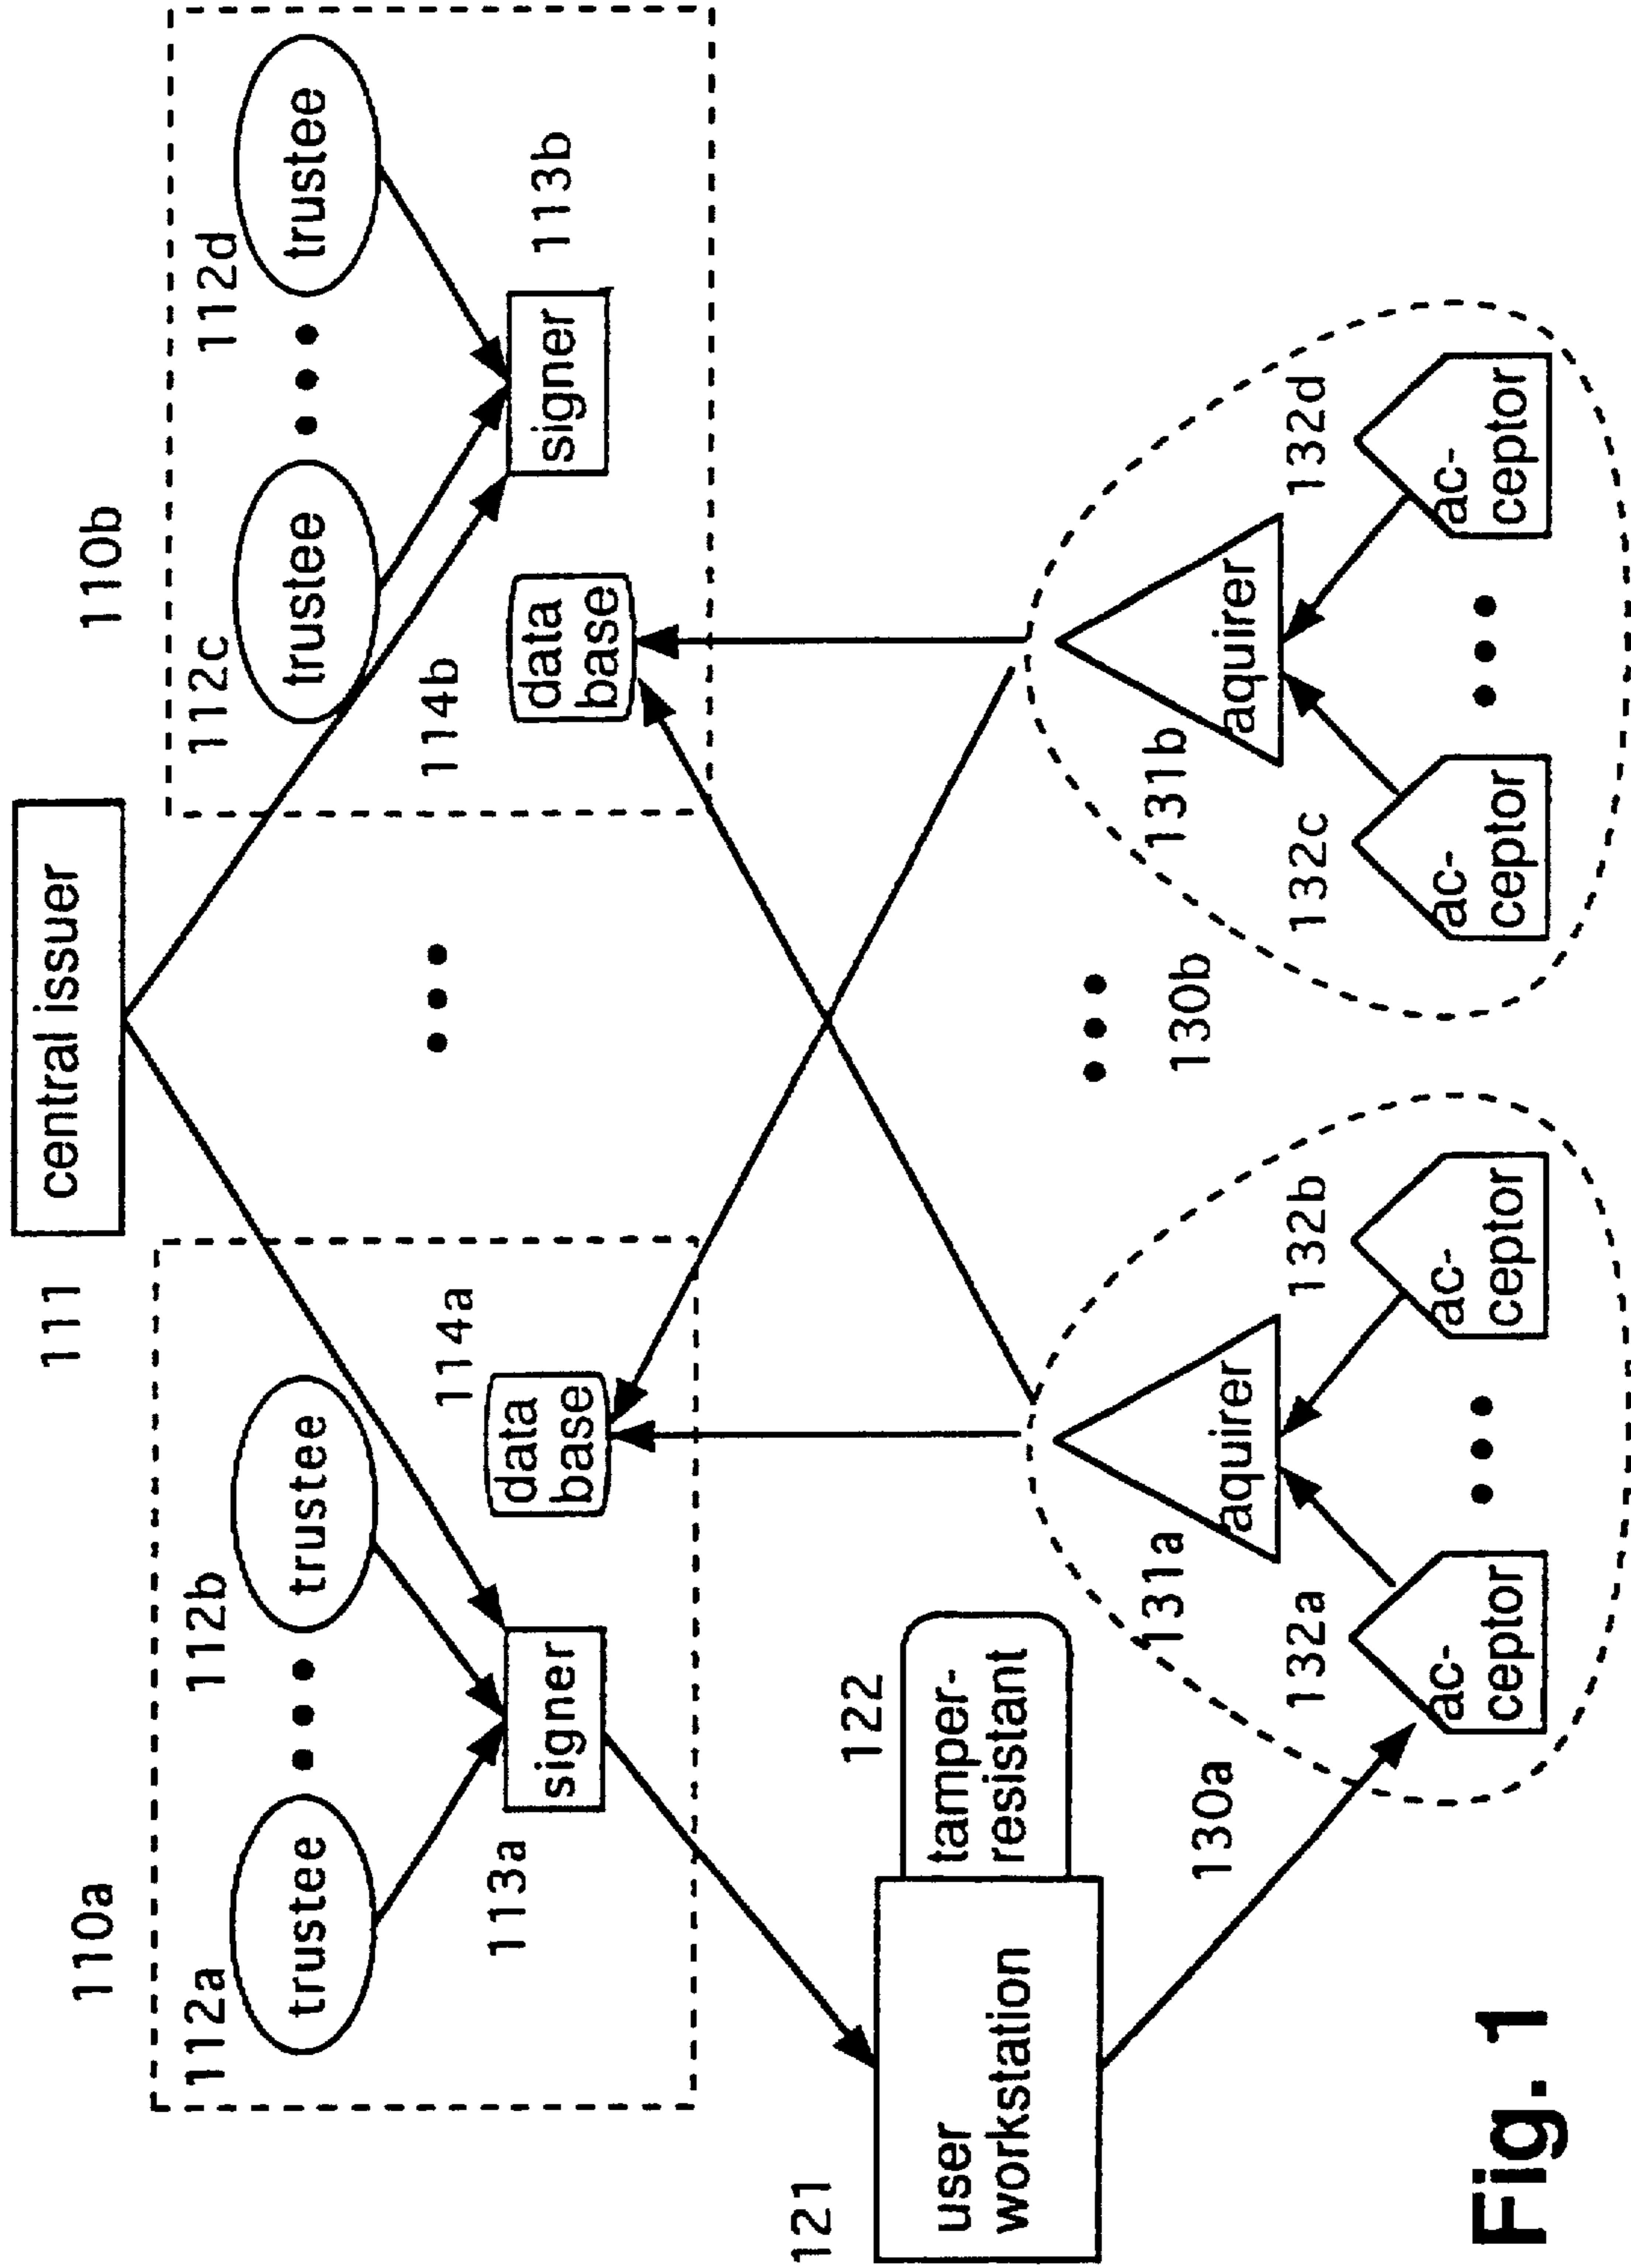 111
central issuer
110a
110b
112a
trustee
112b
trustee
112c
trustee
112d
trustee
113a
signer
114a
data
base
114b
data
base
signer
113b
121
user
workstation
122
tamper-
resistant
130a
130b
131a
aquirer
131b
aquirer
132a
ac-
ceptor
132b
ac-
ceptor
132c
ac-
ceptor
132d
ac-
ceptor
Fig. 1